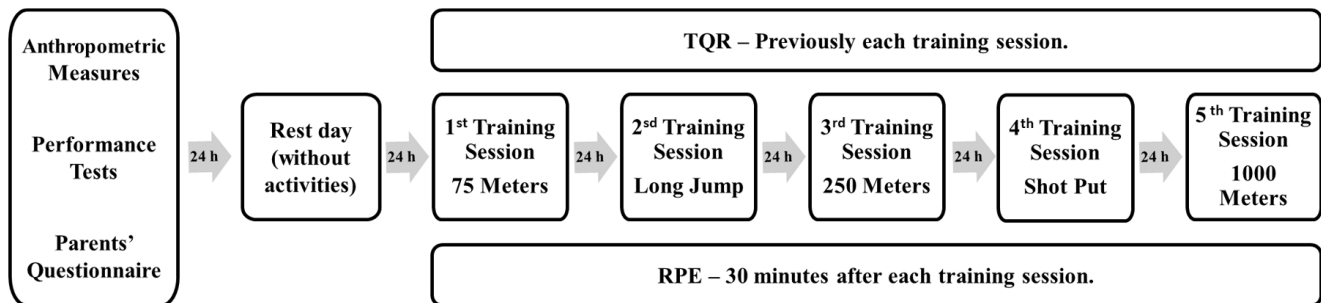 Anthropometric
Measures
Performance
Tests
Parents’
Questionnaire
24 h
Rest day
(without
activities)
24 h
TQR – Previously each training session.
1st Training
Session
75 Meters
24 h
2sd Training
Session
Long Jump
24 h
3rd Training
Session
250 Meters
24 h
4th Training
Session
Shot Put
24 h
5th Training
Session
1000
Meters
RPE – 30 minutes after each training session.